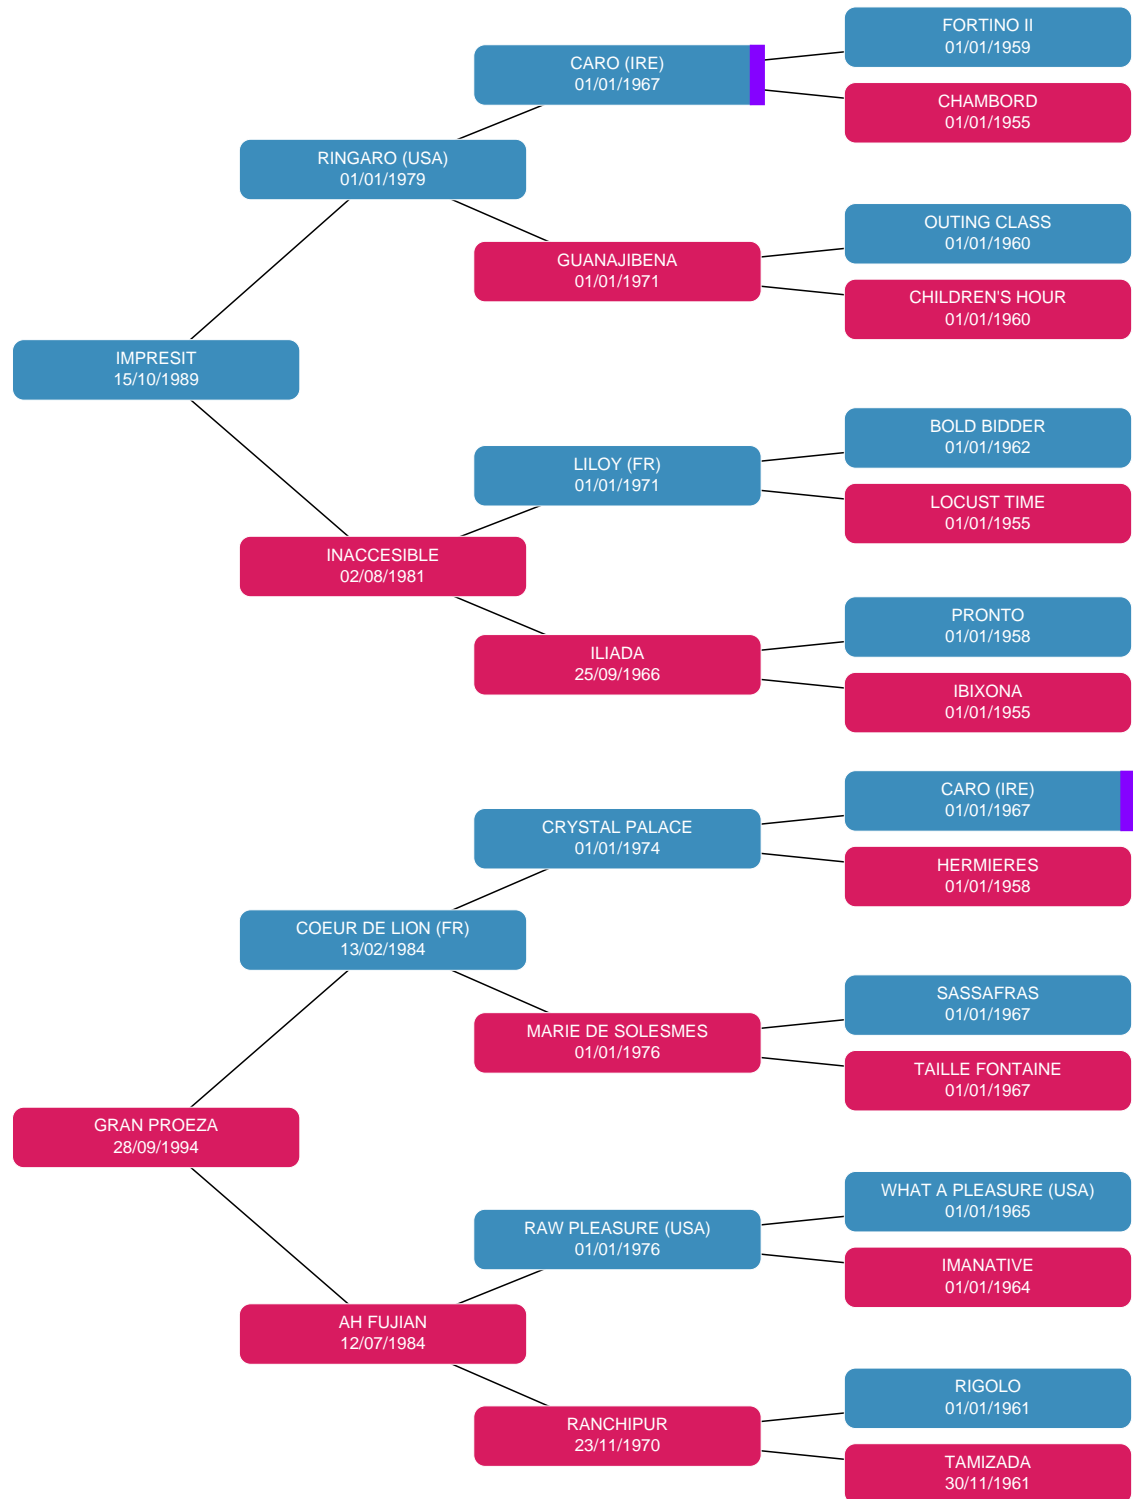 FORTINO II
01/01/1959
CARO (IRE)
01/01/1967
CHAMBORD
01/01/1955
RINGARO (USA)
01/01/1979
OUTING CLASS
01/01/1960
GUANAJIBENA
01/01/1971
CHILDREN'S HOUR
01/01/1960
IMPRESIT
15/10/1989
BOLD BIDDER
01/01/1962
LILOY (FR)
01/01/1971
LOCUST TIME
01/01/1955
INACCESIBLE
02/08/1981
PRONTO
01/01/1958
ILIADA
25/09/1966
IBIXONA
01/01/1955
CARO (IRE)
01/01/1967
CRYSTAL PALACE
01/01/1974
HERMIERES
01/01/1958
COEUR DE LION (FR)
13/02/1984
SASSAFRAS
01/01/1967
MARIE DE SOLESMES
01/01/1976
TAILLE FONTAINE
01/01/1967
GRAN PROEZA
28/09/1994
WHAT A PLEASURE (USA)
01/01/1965
RAW PLEASURE (USA)
01/01/1976
IMANATIVE
01/01/1964
AH FUJIAN
12/07/1984
RIGOLO
01/01/1961
RANCHIPUR
23/11/1970
TAMIZADA
30/11/1961